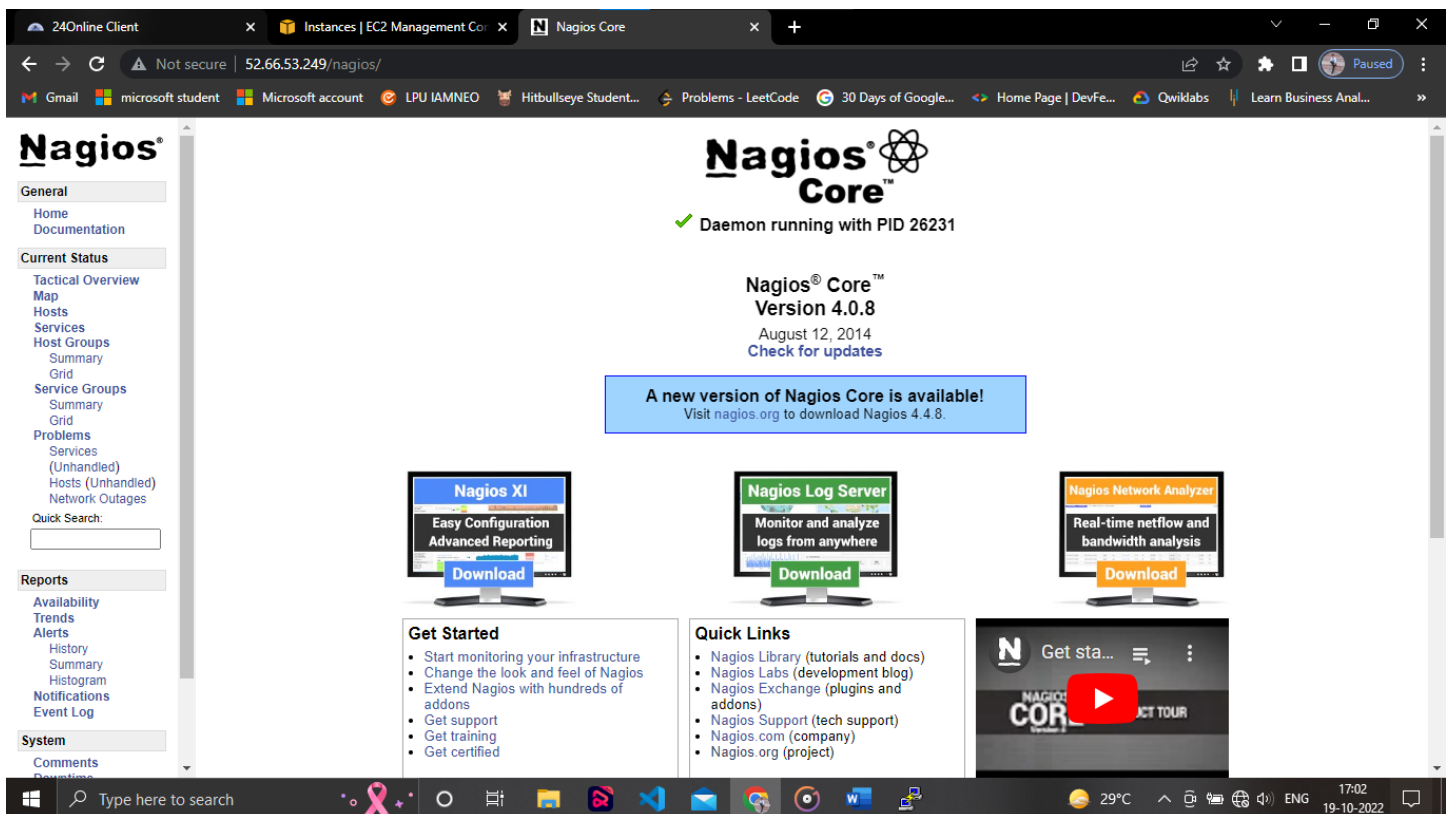 24Online Client
Instances | EC2 Management Cor
Nagios Core
Not secure | 52.66.53.249/nagios/
Paused
Gmail
microsoft student
Microsoft account
LPU IAMNEO
Hitbullseye Student...
Problems - LeetCode
30 Days of Google...
Home Page | DevFe...
Qwiklabs
Learn Business Anal...
»
Nagios®
General
Home
Documentation
Current Status
Tactical Overview
Map
Hosts
Services
Host Groups
Summary
Grid
Service Groups
Summary
Grid
Problems
Services
(Unhandled)
Hosts (Unhandled)
Network Outages
Quick Search:
Reports
Availability
Trends
Alerts
History
Summary
Histogram
Notifications
Event Log
System
Comments
Downtime
Nagios®
Core™
Daemon running with PID 26231
Nagios® Core™
Version 4.0.8
August 12, 2014
Check for updates
A new version of Nagios Core is available!
Visit nagios.org to download Nagios 4.4.8.
Nagios XI
Easy Configuration
Advanced Reporting
Download
Nagios Log Server
Monitor and analyze
logs from anywhere
Download
Nagios Network Analyzer
Real-time netflow and
bandwidth analysis
Download
Get Started
• Start monitoring your infrastructure
• Change the look and feel of Nagios
• Extend Nagios with hundreds of
addons
• Get support
• Get training
• Get certified
Quick Links
• Nagios Library (tutorials and docs)
• Nagios Labs (development blog)
• Nagios Exchange (plugins and
addons)
• Nagios Support (tech support)
• Nagios.com (company)
• Nagios.org (project)
N Get sta...
NAGIOS
COR
CT TOUR
Type here to search
29°C
ENG
17:02
19-10-2022